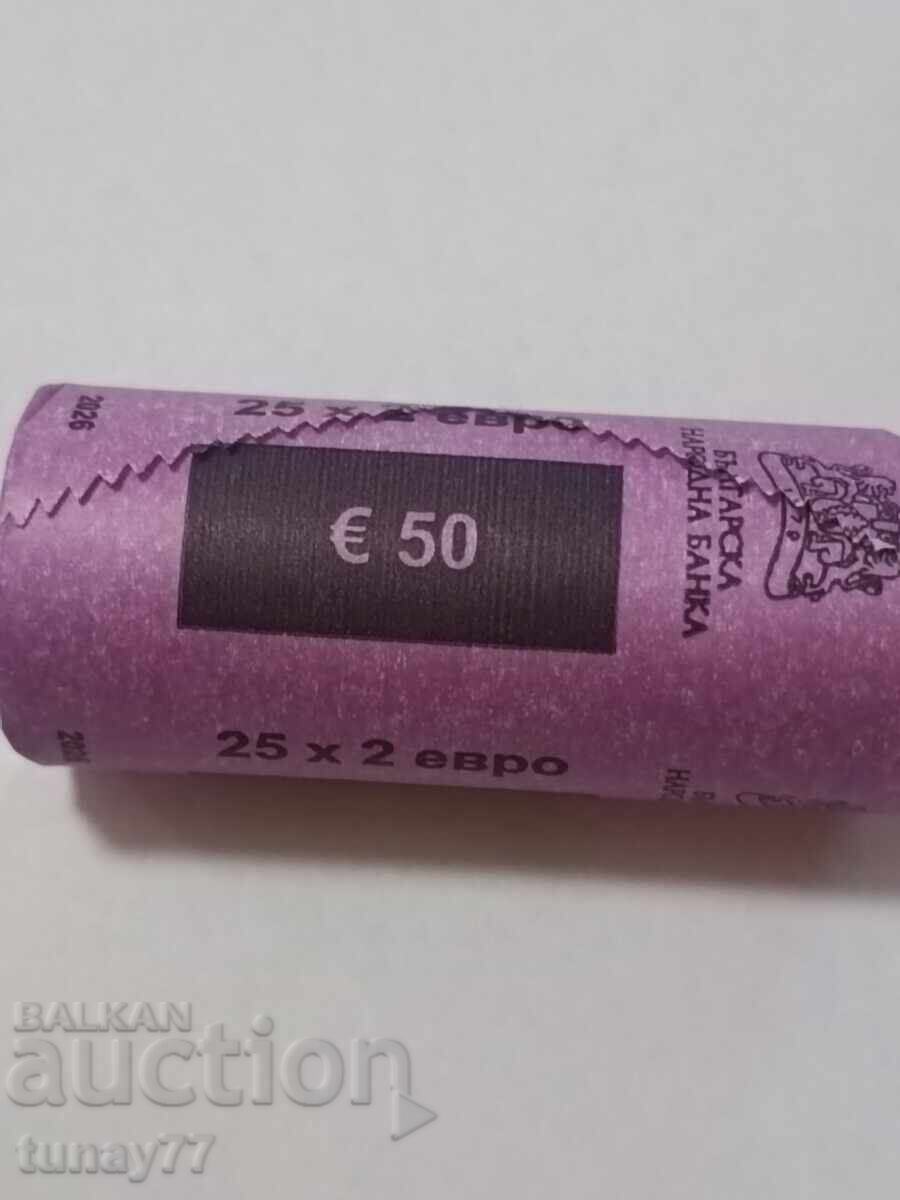 2026
25 x 2 евро
€ 50
БЪЛГАРСКА
НАРОДНА БАНКА
25 x 2 евро
BALKAN
auction
tunay77